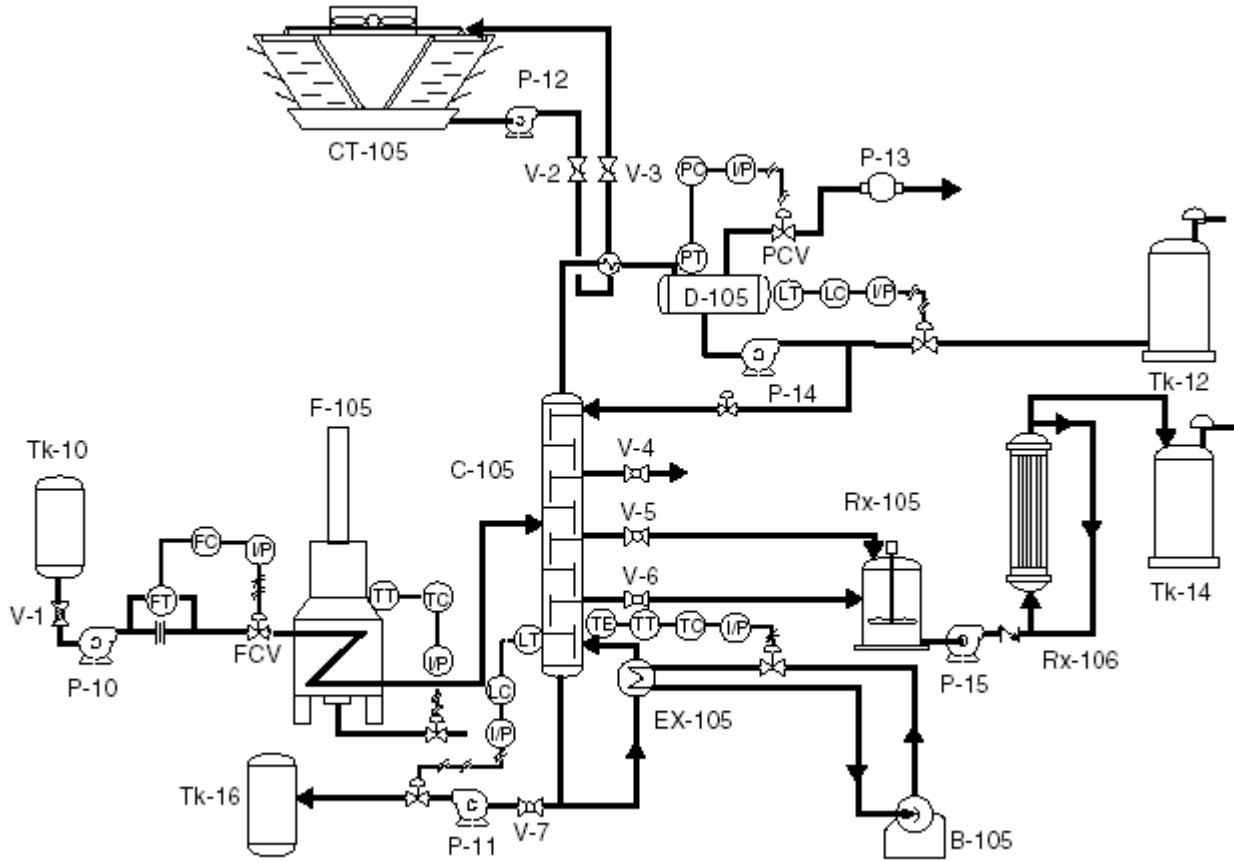 P-12
CT-105
V-2
V-3
PC
I/P
P-13
PT
PCV
D-105
LT
LC
I/P
Tk-12
P-14
F-105
Tk-10
C-105
V-4
V-5
Rx-105
V-6
FC
I/P
FT
TT
TC
TE
TT
TC
I/P
V-1
FCV
P-10
I/P
LT
LC
I/P
EX-105
P-15
Rx-106
Tk-14
Tk-16
P-11
V-7
B-105